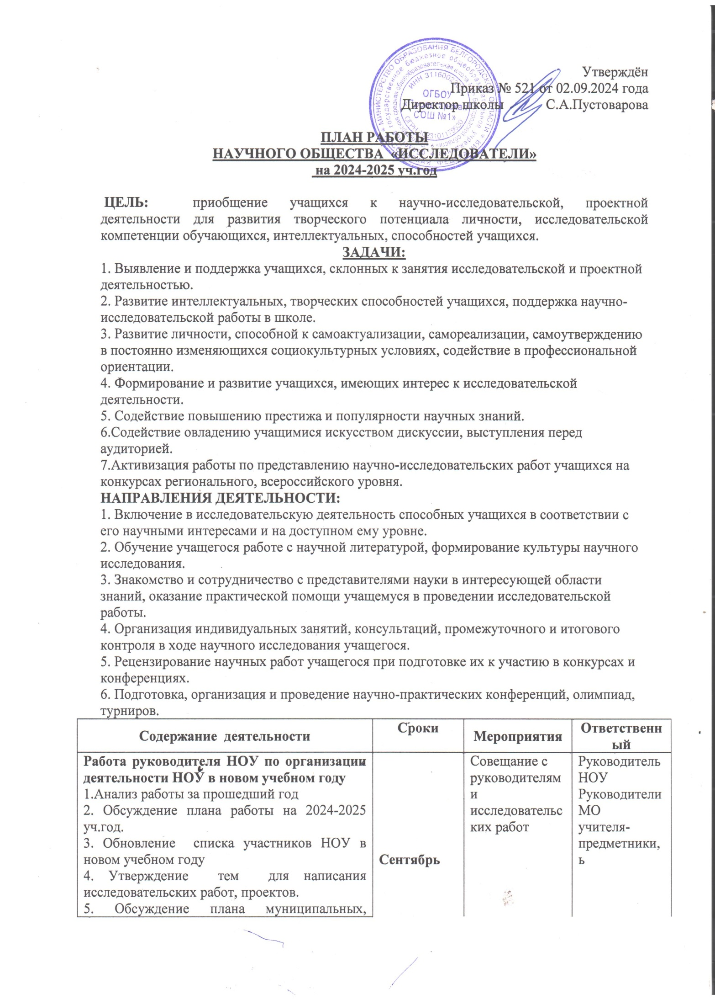 МИНИСТЕРСТВО ОБРАЗОВАНИЯ БЕЛГОРОДСКОЙ ОБЛАСТИ
ОГБОУ
СОШ №1»
Утверждён
Приказ № 521 от 02.09.2024 года
Директор школы С.А.Пустоварова
ПЛАН РАБОТЫ
НАУЧНОГО ОБЩЕСТВА «ИССЛЕДОВАТЕЛИ»
на 2024-2025 уч.год
ЦЕЛЬ: приобщение учащихся к научно-исследовательской, проектной
деятельности для развития творческого потенциала личности, исследовательской
компетенции обучающихся, интеллектуальных, способностей учащихся.
ЗАДАЧИ:
1. Выявление и поддержка учащихся, склонных к занятия исследовательской и проектной
деятельностью.
2. Развитие интеллектуальных, творческих способностей учащихся, поддержка научно-
исследовательской работы в школе.
3. Развитие личности, способной к самоактуализации, самореализации, самоутверждению
в постоянно изменяющихся социокультурных условиях, содействие в профессиональной
ориентации.
4. Формирование и развитие учащихся, имеющих интерес к исследовательской
деятельности.
5. Содействие повышению престижа и популярности научных знаний.
6.Содействие овладению учащимися искусством дискуссии, выступления перед
аудиторией.
7.Активизация работы по представлению научно-исследовательских работ учащихся на
конкурсах регионального, всероссийского уровня.
НАПРАВЛЕНИЯ ДЕЯТЕЛЬНОСТИ:
1. Включение в исследовательскую деятельность способных учащихся в соответствии с
его научными интересами и на доступном ему уровне.
2. Обучение учащегося работе с научной литературой, формирование культуры научного
исследования.
3. Знакомство и сотрудничество с представителями науки в интересующей области
знаний, оказание практической помощи учащемуся в проведении исследовательской
работы.
4. Организация индивидуальных занятий, консультаций, промежуточного и итогового
контроля в ходе научного исследования учащегося.
5. Рецензирование научных работ учащегося при подготовке их к участию в конкурсах и
конференциях.
6. Подготовка, организация и проведение научно-практических конференций, олимпиад,
турниров.
Содержание деятельности
Сроки
Мероприятия
Ответственн
ый
Работа руководителя НОУ по организации
деятельности НОУ в новом учебном году
1.Анализ работы за прошедший год
2. Обсуждение плана работы на 2024-2025
уч.год.
3. Обновление списка участников НОУ в
новом учебном году
4. Утверждение тем для написания
исследовательских работ, проектов.
5. Обсуждение плана муниципальных,
Сентябрь
Совещание с
руководителям
и
исследовательс
ких работ
Руководитель
НОУ
Руководители
МО
учителя-
предметники,
ь